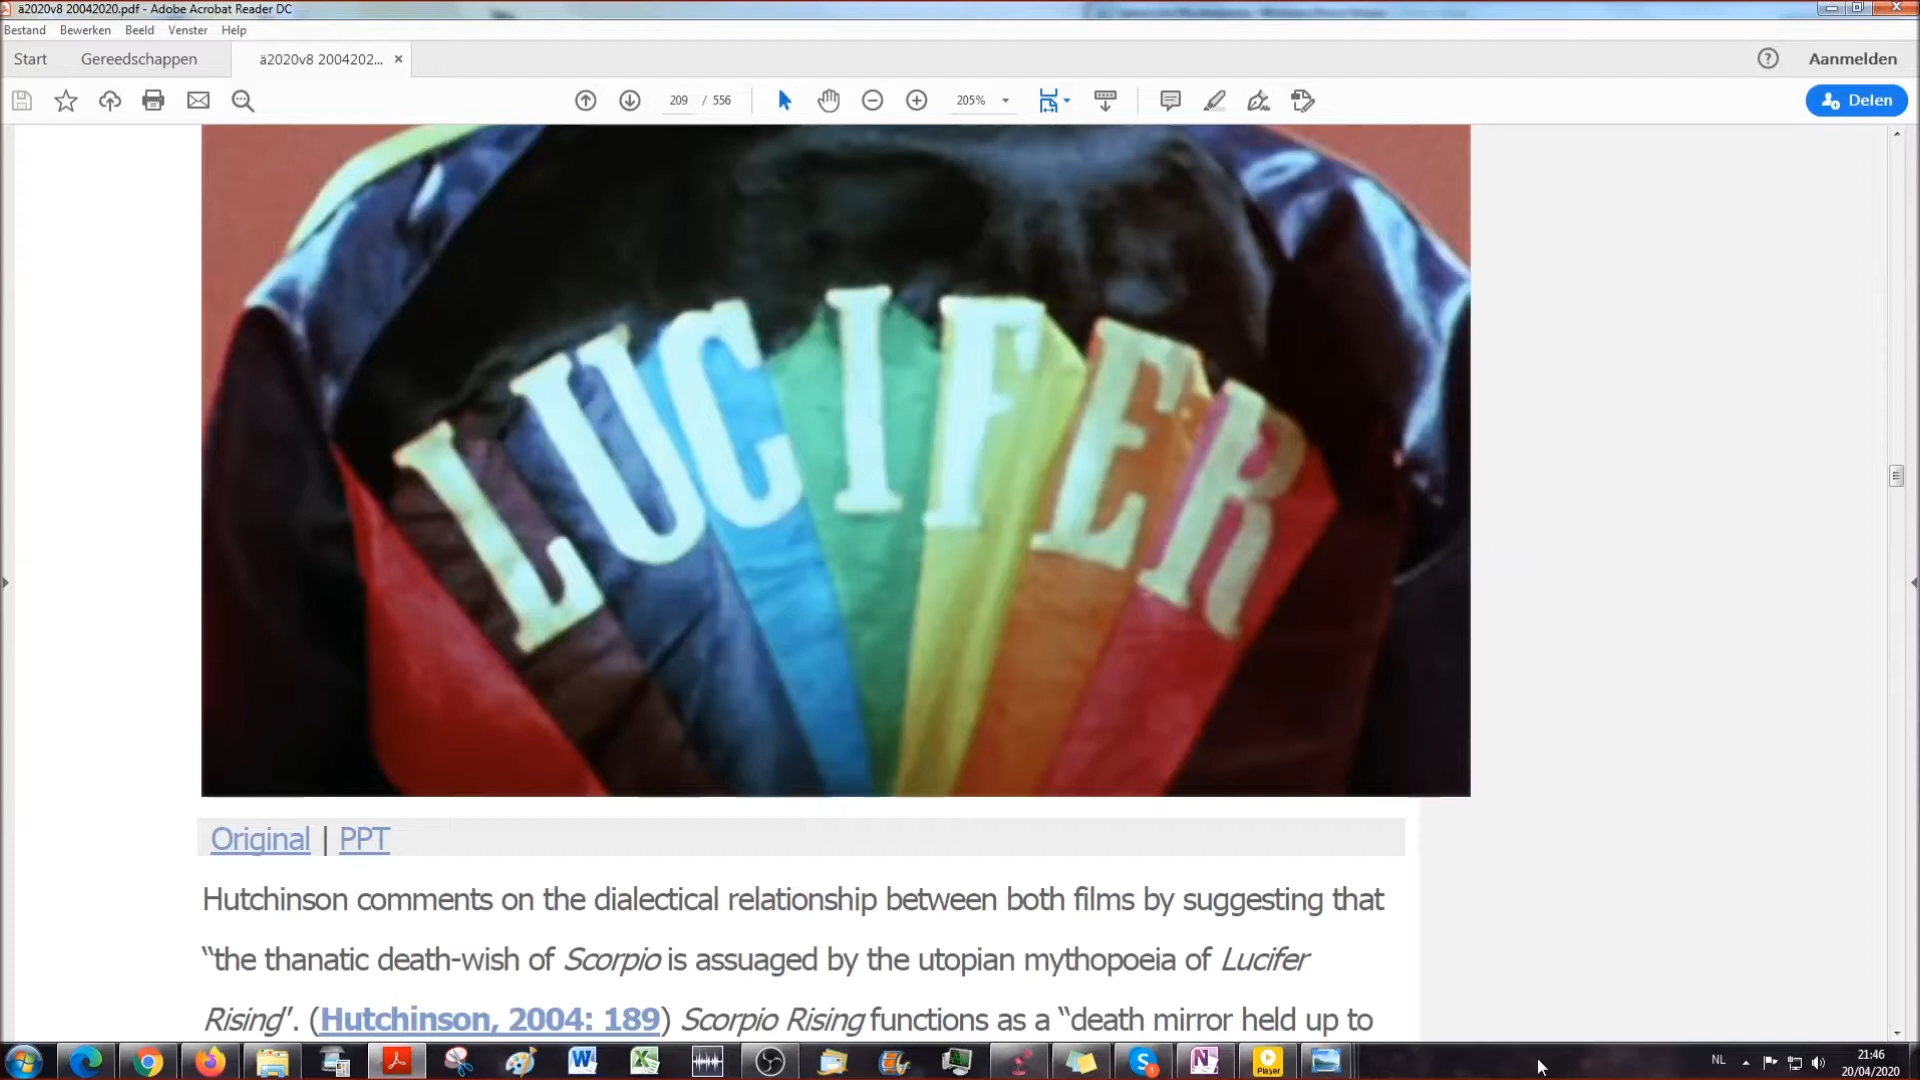 ä2020v8 20042020.pdf - Adobe Acrobat Reader DC
Bestand Bewerken Beeld Venster Help
Start Gereedschappen ä2020v8 2004202... × Aanmelden
209 / 556 205% Delen
LUCIFER
Original | PPT
Hutchinson comments on the dialectical relationship between both films by suggesting that
“the thanatic death-wish of Scorpio is assuaged by the utopian mythopoeia of Lucifer
Rising”. (Hutchinson, 2004: 189) Scorpio Rising functions as a “death mirror held up to
NL 21:46
20/04/2020